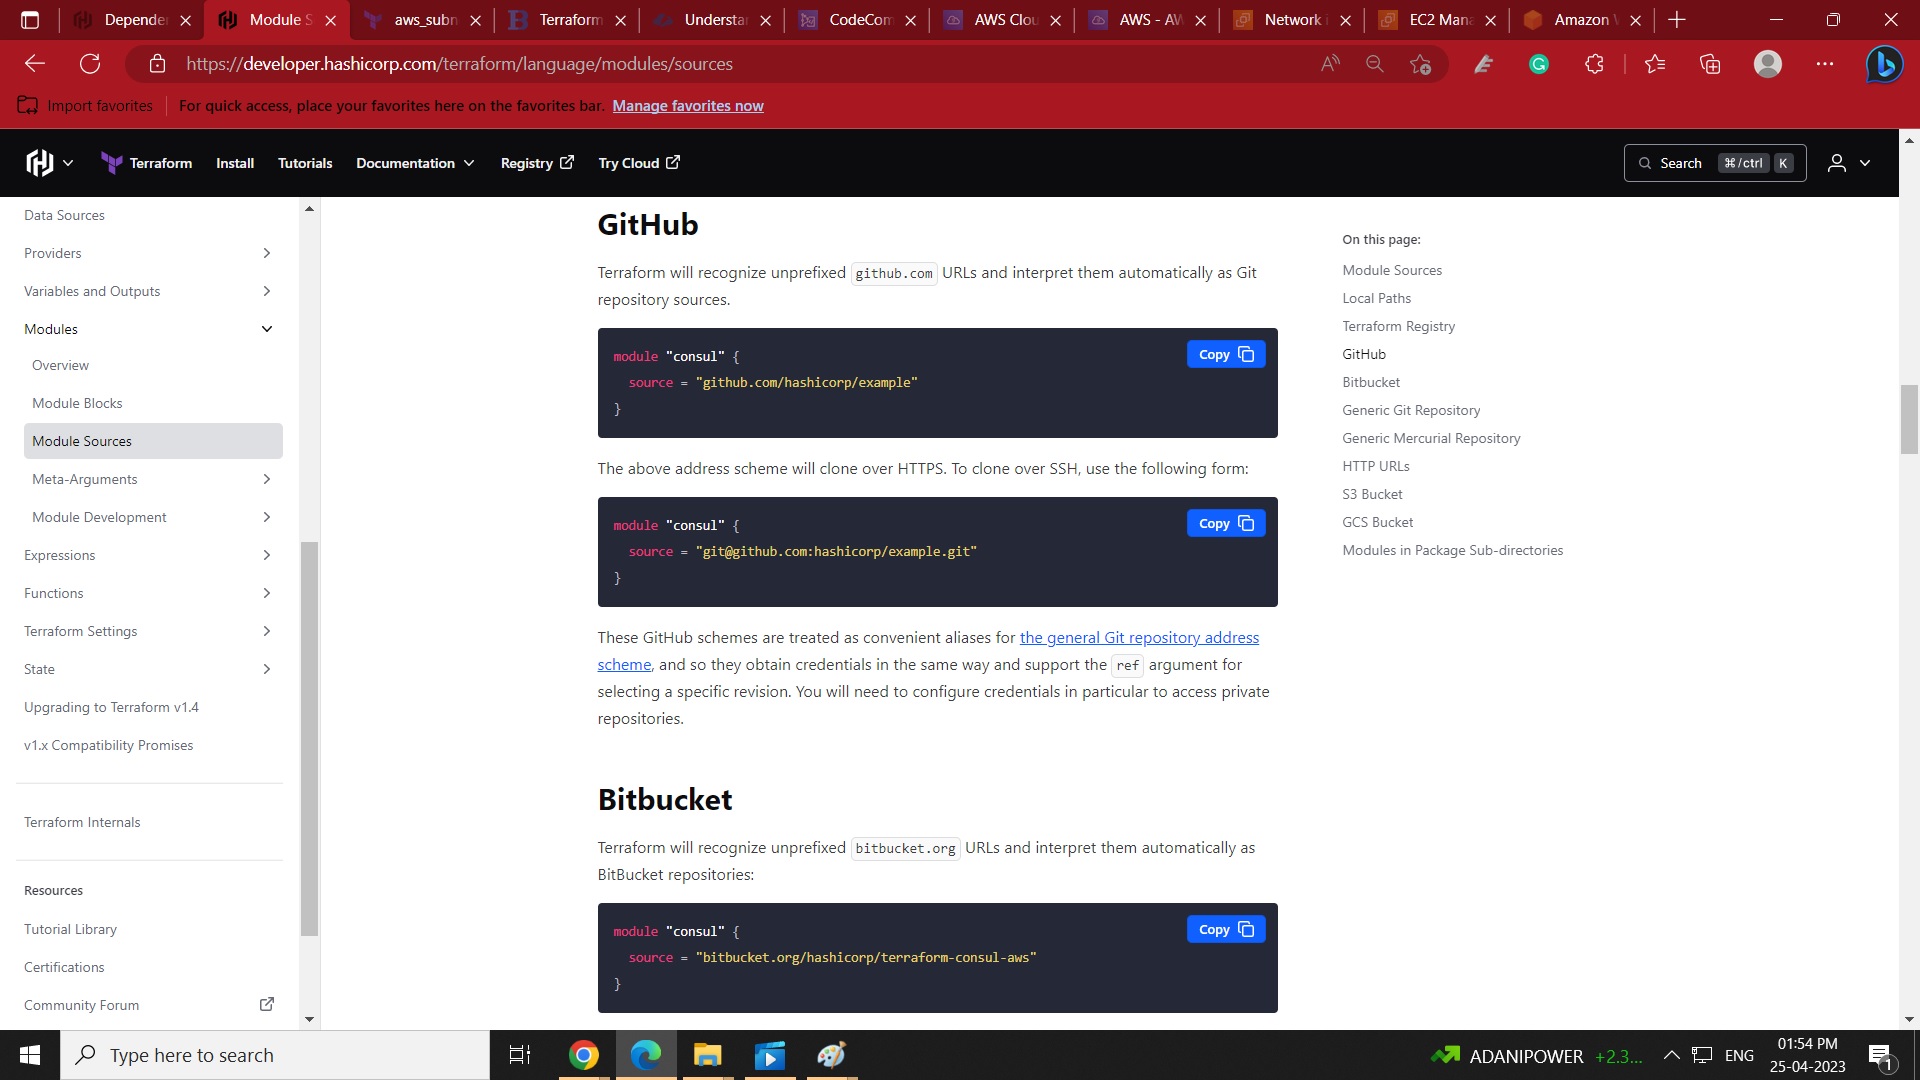 Depende
Module S
aws_subn
Terraform
Understa
CodeCom
AWS Clou
AWS - AW
Network i
EC2 Mana
Amazon
https://developer.hashicorp.com/terraform/language/modules/sources
Import favorites
For quick access, place your favorites here on the favorites bar. Manage favorites now
Terraform
Install
Tutorials
Documentation
Registry
Try Cloud
Search
⌘/ctrl
K
Data Sources
Providers
Variables and Outputs
Modules
Overview
Module Blocks
Module Sources
Meta-Arguments
Module Development
Expressions
Functions
Terraform Settings
State
Upgrading to Terraform v1.4
v1.x Compatibility Promises
Terraform Internals
Resources
Tutorial Library
Certifications
Community Forum
GitHub
Terraform will recognize unprefixed github.com URLs and interpret them automatically as Git
repository sources.
module "consul" {
source = "github.com/hashicorp/example"
}
Copy
The above address scheme will clone over HTTPS. To clone over SSH, use the following form:
module "consul" {
source = "git@github.com:hashicorp/example.git"
}
Copy
These GitHub schemes are treated as convenient aliases for the general Git repository address
scheme, and so they obtain credentials in the same way and support the ref argument for
selecting a specific revision. You will need to configure credentials in particular to access private
repositories.
Bitbucket
Terraform will recognize unprefixed bitbucket.org URLs and interpret them automatically as
BitBucket repositories:
module "consul" {
source = "bitbucket.org/hashicorp/terraform-consul-aws"
}
Copy
On this page:
Module Sources
Local Paths
Terraform Registry
GitHub
Bitbucket
Generic Git Repository
Generic Mercurial Repository
HTTP URLs
S3 Bucket
GCS Bucket
Modules in Package Sub-directories
Type here to search
ADANIPOWER +2.3...
ENG
01:54 PM
25-04-2023
1